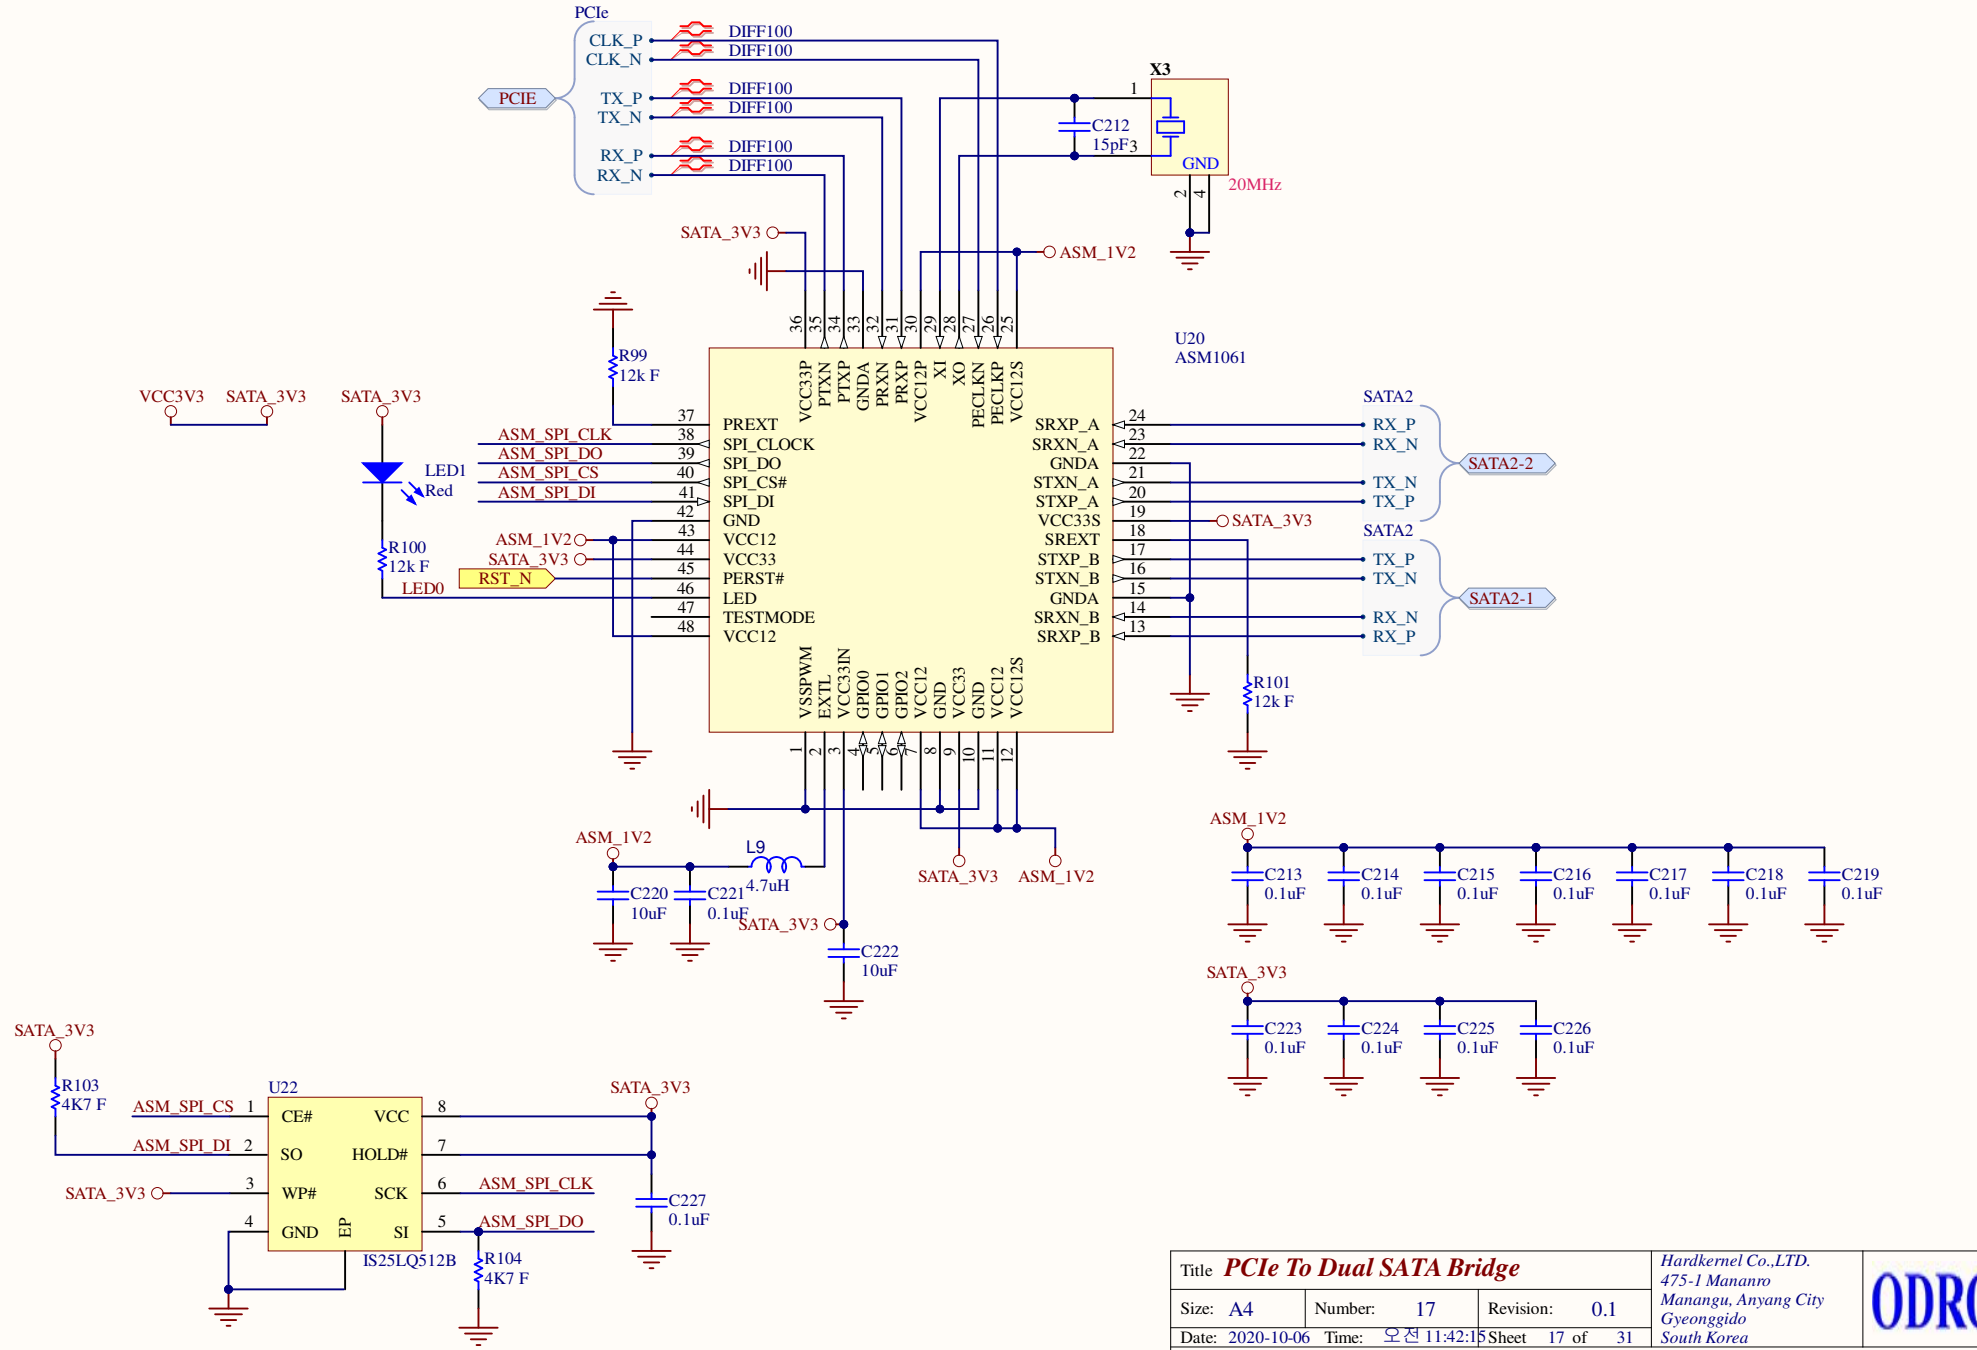 PCIe
CLK_P
CLK_N
TX_P
TX_N
RX_P
RX_N
PCIE
DIFF100
DIFF100
DIFF100
DIFF100
DIFF100
DIFF100
X3
1
C212
15pF
3
GND
2
4
20MHz
SATA_3V3
ASM_1V2
36
35
34
33
32
31
30
29
28
27
26
25
VCC33P
PTXN
PTXP
GNDA
PRXN
PRXP
VCC12P
XI
XO
PECLKN
PECLKP
VCC12S
U20
ASM1061
R99
12k F
VCC3V3
SATA_3V3
SATA_3V3
LED1
Red
R100
12k F
LED0
ASM_SPI_CLK
ASM_SPI_DO
ASM_SPI_CS
ASM_SPI_DI
ASM_1V2
SATA_3V3
RST_N
37 PREXT
38 SPI_CLOCK
39 SPI_DO
40 SPI_CS#
41 SPI_DI
42 GND
43 VCC12
44 VCC33
45 PERST#
46 LED
47 TESTMODE
48 VCC12
SRXP_A 24
SRXN_A 23
GNDA 22
STXN_A 21
STXP_A 20
VCC33S 19
SREXT 18
STXP_B 17
STXN_B 16
GNDA 15
SRXN_B 14
SRXP_B 13
SATA_3V3
SATA2
RX_P
RX_N
TX_N
TX_P
SATA2-2
SATA2
TX_P
TX_N
RX_N
RX_P
SATA2-1
R101
12k F
VSSPWM
EXTL
VCC33IN
GPIO0
GPIO1
GPIO2
VCC12
GND
VCC33
GND
VCC12
VCC12S
1
2
3
4
5
6
7
8
9
10
11
12
ASM_1V2
L9
4.7uH
C220
10uF
C221
0.1uF
SATA_3V3
C222
10uF
SATA_3V3
ASM_1V2
ASM_1V2
C213
0.1uF
C214
0.1uF
C215
0.1uF
C216
0.1uF
C217
0.1uF
C218
0.1uF
C219
0.1uF
SATA_3V3
C223
0.1uF
C224
0.1uF
C225
0.1uF
C226
0.1uF
SATA_3V3
R103
4K7 F
U22
ASM_SPI_CS 1 CE#
ASM_SPI_DI 2 SO
SATA_3V3 3 WP#
4 GND
EP
VCC 8
HOLD# 7
SCK 6 ASM_SPI_CLK
SI 5 ASM_SPI_DO
IS25LQ512B
SATA_3V3
C227
0.1uF
R104
4K7 F
Title PCIe To Dual SATA Bridge
Size: A4 Number: 17 Revision: 0.1
Date: 2020-10-06 Time: 오전 11:42:15 Sheet 17 of 31
Hardkernel Co.,LTD.
475-1 Mananro
Manangu, Anyang City
Gyeonggido
South Korea